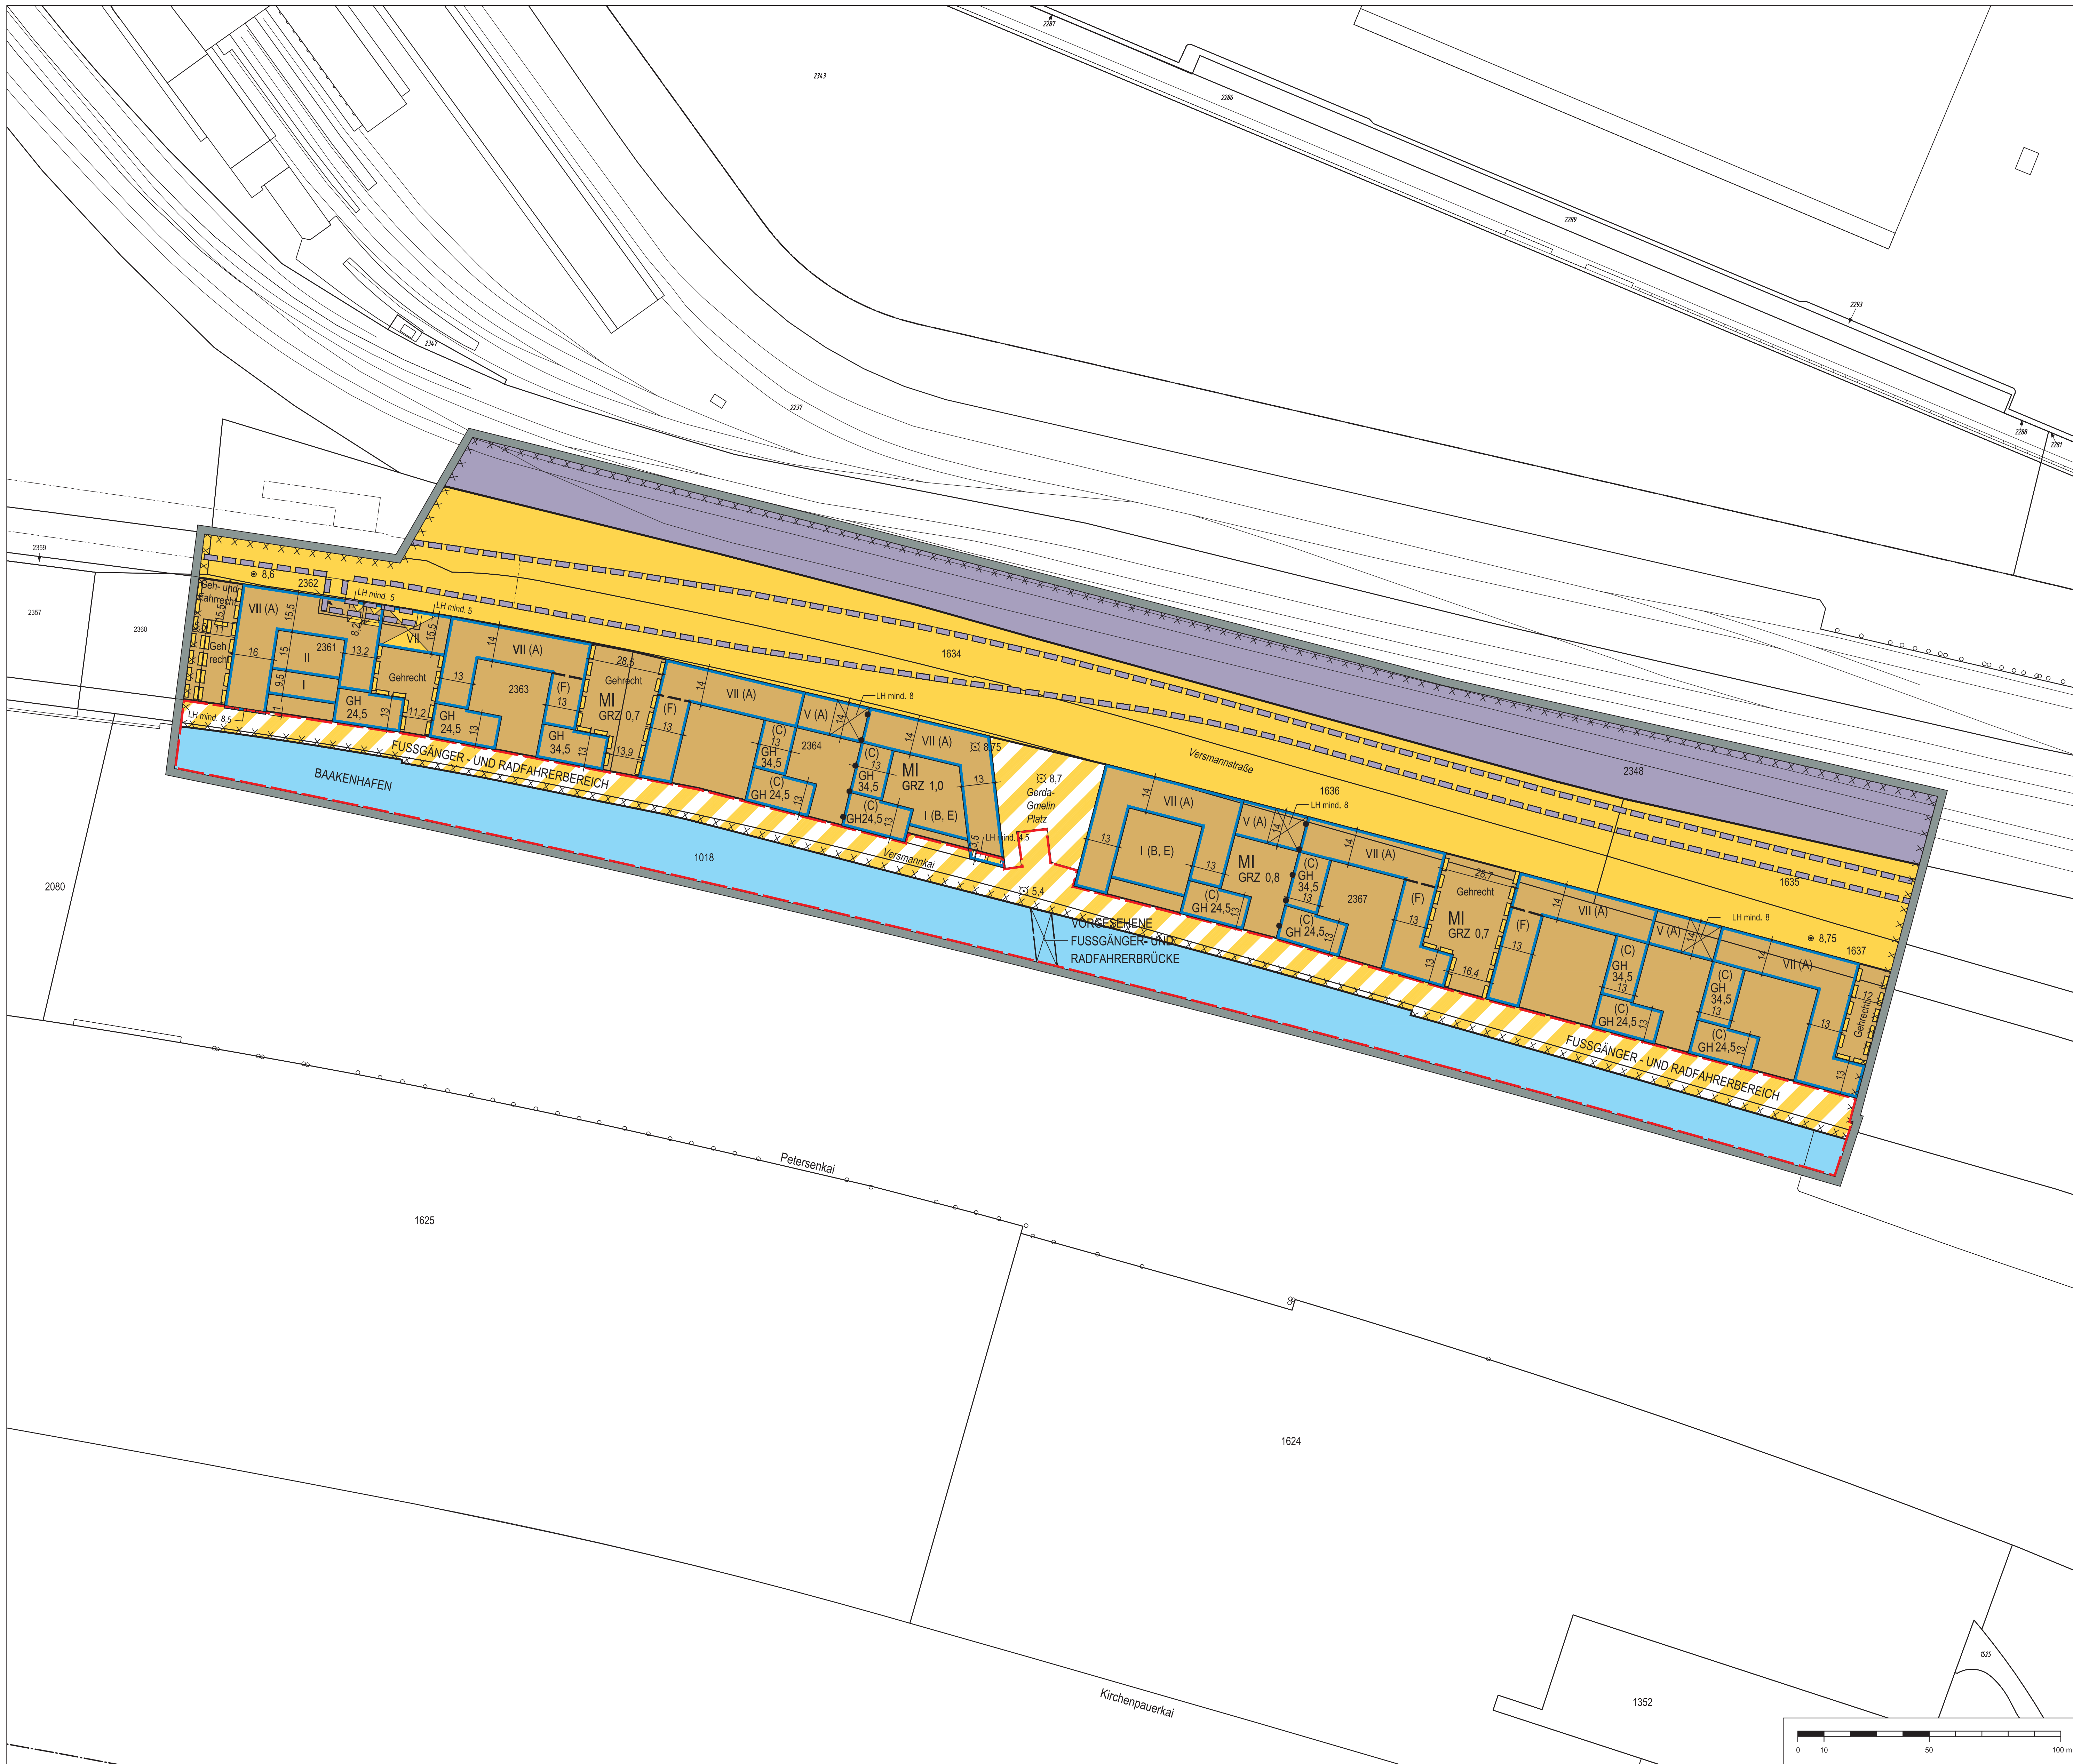 2287
2343
2286
2289
2293
2347
2237
2288
2281
2359
2357
2360
8,6
2362
Geh- und
Fahrrecht
15,5
VII (A)
15,5
LH mind. 5
LH mind. 5
8,2
VII
15,5
Geh
recht
16
15
2361
II
13,2
9,5
I
11
GH
24,5
13
Gehrecht
11,2
LH mind. 8,5
14
VII (A)
13
2363
(F)
13
GH
24,5
13
GH
34,5
13
28,5
Gehrecht
MI
GRZ 0,7
13,9
(F)
13
14
VII (A)
V (A)
14
LH mind. 8
(C)
13
GH
34,5
2364
(C)
GH 24,5
13
(C)
13
GH
34,5
(C)
GH24,5
13
14
VII (A)
MI
GRZ 1,0
13
I (B, E)
8,75
LH mind. 4,5
13,5
8,7
Gerda-
Gmelin
Platz
5,4
1634
Versmannstraße
1636
2348
1635
1637
8,75
14
VII (A)
13
I (B, E)
13
V (A)
14
LH mind. 8
MI
GRZ 0,8
(C)
GH 24,5
13
(C)
GH
34,5
13
(C)
GH 24,5
13
14
VII (A)
2367
(F)
13
13
28,7
Gehrecht
MI
GRZ 0,7
16,4
(F)
13
14
VII (A)
V (A)
14
LH mind. 8
(C)
GH
34,5
13
(C)
GH 24,5
13
(C)
GH
34,5
13
(C)
GH 24,5
13
14
VII (A)
13
12
Gehrecht
13
FUSSGÄNGER - UND RADFAHRERBEREICH
BAAKENHAFEN
Versmannkai
1018
VORGESEHENE
FUSSGÄNGER- UND
RADFAHRERBRÜCKE
FUSSGÄNGER - UND RADFAHRERBEREICH
2080
Petersenkai
1625
1624
Kirchenpauerkai
1352
1525
0 10 50 100 m